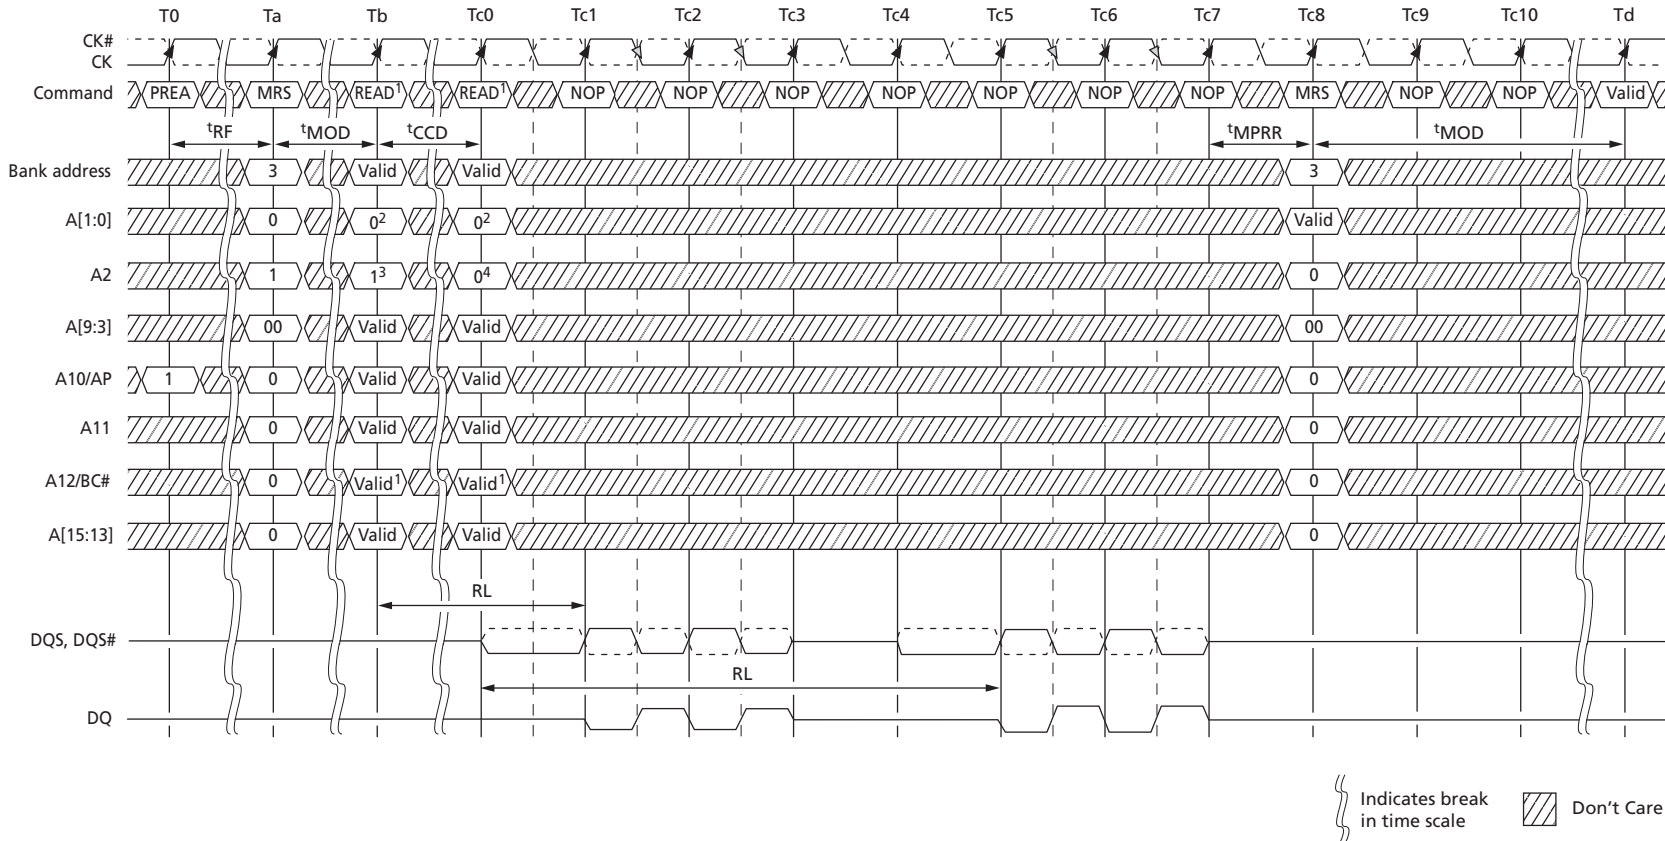 T0 Ta Tb Tc0 Tc1 Tc2 Tc3 Tc4 Tc5 Tc6 Tc7 Tc8 Tc9 Tc10 Td
CK#
CK
Command PREA MRS READ¹ READ¹ NOP NOP NOP NOP NOP NOP NOP MRS NOP NOP Valid
tRF tMOD tCCD tMPRR tMOD
Bank address 3 Valid Valid 3
A[1:0] 0 0² 0² Valid
A2 1 1³ 0⁴ 0
A[9:3] 00 Valid Valid 00
A10/AP 1 0 Valid Valid 0
A11 0 Valid Valid 0
A12/BC# 0 Valid¹ Valid¹ 0
A[15:13] 0 Valid Valid 0
RL
DQS, DQS#
RL
DQ
Indicates break
in time scale
Don't Care